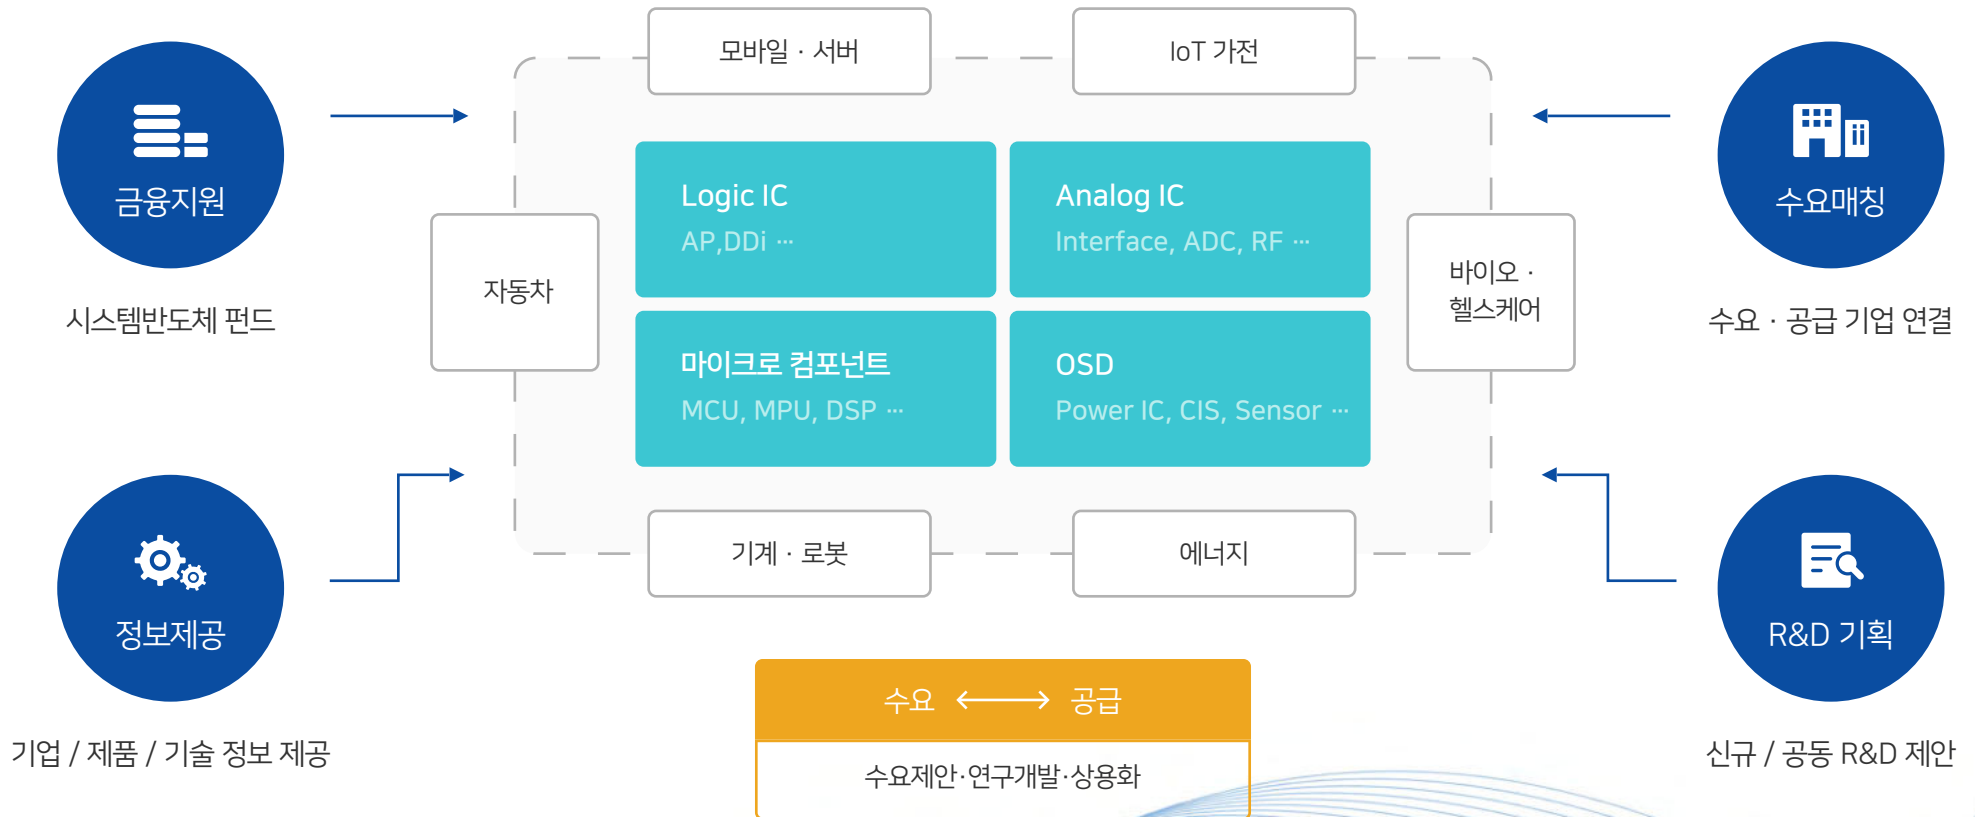 모바일 · 서버
IoT 가전
금융지원
시스템반도체 펀드
수요매칭
수요 · 공급 기업 연결
Logic IC
AP,DDi ···
Analog IC
Interface, ADC, RF ···
자동차
바이오 ·
헬스케어
마이크로 컴포넌트
MCU, MPU, DSP ···
OSD
Power IC, CIS, Sensor ···
기계 · 로봇
에너지
정보제공
기업 / 제품 / 기술 정보 제공
R&D 기획
신규 / 공동 R&D 제안
수요 ⟷ 공급
수요제안·연구개발·상용화